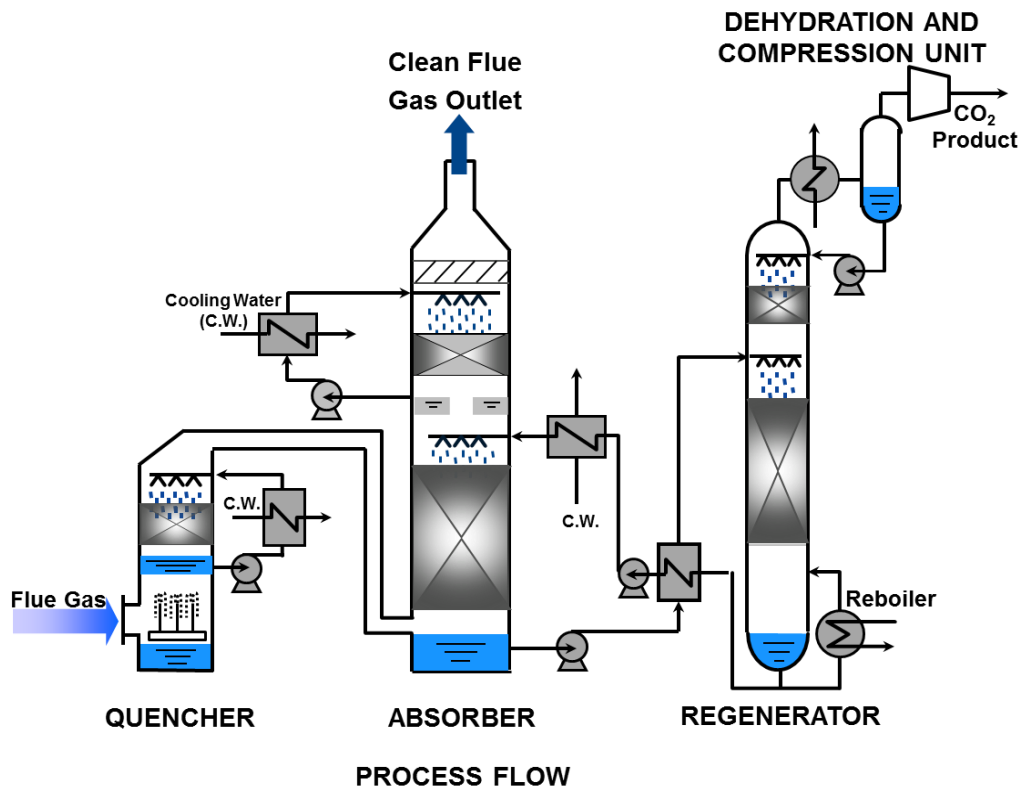 DEHYDRATION AND
COMPRESSION UNIT
Clean Flue
Gas Outlet
CO₂
Product
Cooling Water
(C.W.)
C.W.
C.W.
Flue Gas
Reboiler
QUENCHER
ABSORBER
REGENERATOR
PROCESS FLOW